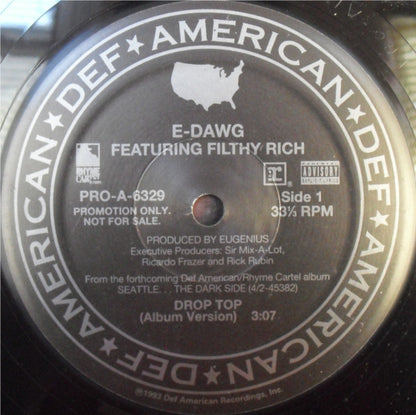 DEF ★ AMERICAN ★ DEF ★ AMERICAN ★ DEF ★ AMERICAN ★
E-DAWG
FEATURING FILTHY RICH
PRO-A-6329
PROMOTION ONLY.
NOT FOR SALE.
PARENTAL
ADVISORY
EXPLICIT LYRICS
Side 1
33⅓ RPM
PRODUCED BY EUGENIUS
Executive Producers: Sir Mix-A-Lot,
Ricardo Frazer and Rick Rubin
From the forthcoming Def American/Rhyme Cartel album
SEATTLE. . .THE DARK SIDE (4/2-45382)
DROP TOP
(Album Version) 3:07
℗1993 Def American Recordings, Inc.